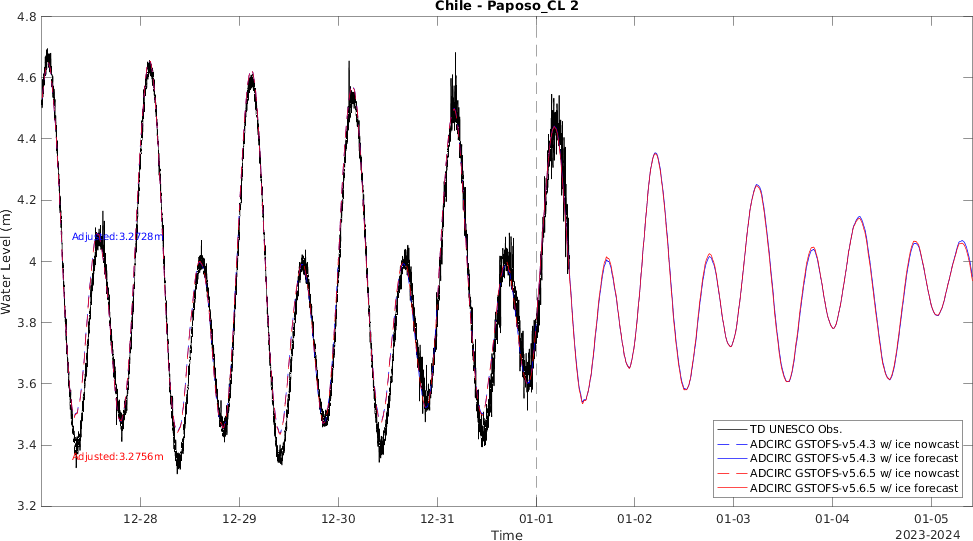 Chile - Paposo_CL 2
Water Level (m)
4.8
4.6
4.4
4.2
4
3.8
3.6
3.4
3.2
Adjusted:3.2728m
Adjusted:3.2756m
TD UNESCO Obs.
ADCIRC GSTOFS-v5.4.3 w/ ice nowcast
ADCIRC GSTOFS-v5.4.3 w/ ice forecast
ADCIRC GSTOFS-v5.6.5 w/ ice nowcast
ADCIRC GSTOFS-v5.6.5 w/ ice forecast
12-28 12-29 12-30 12-31 01-01 01-02 01-03 01-04 01-05
Time
2023-2024